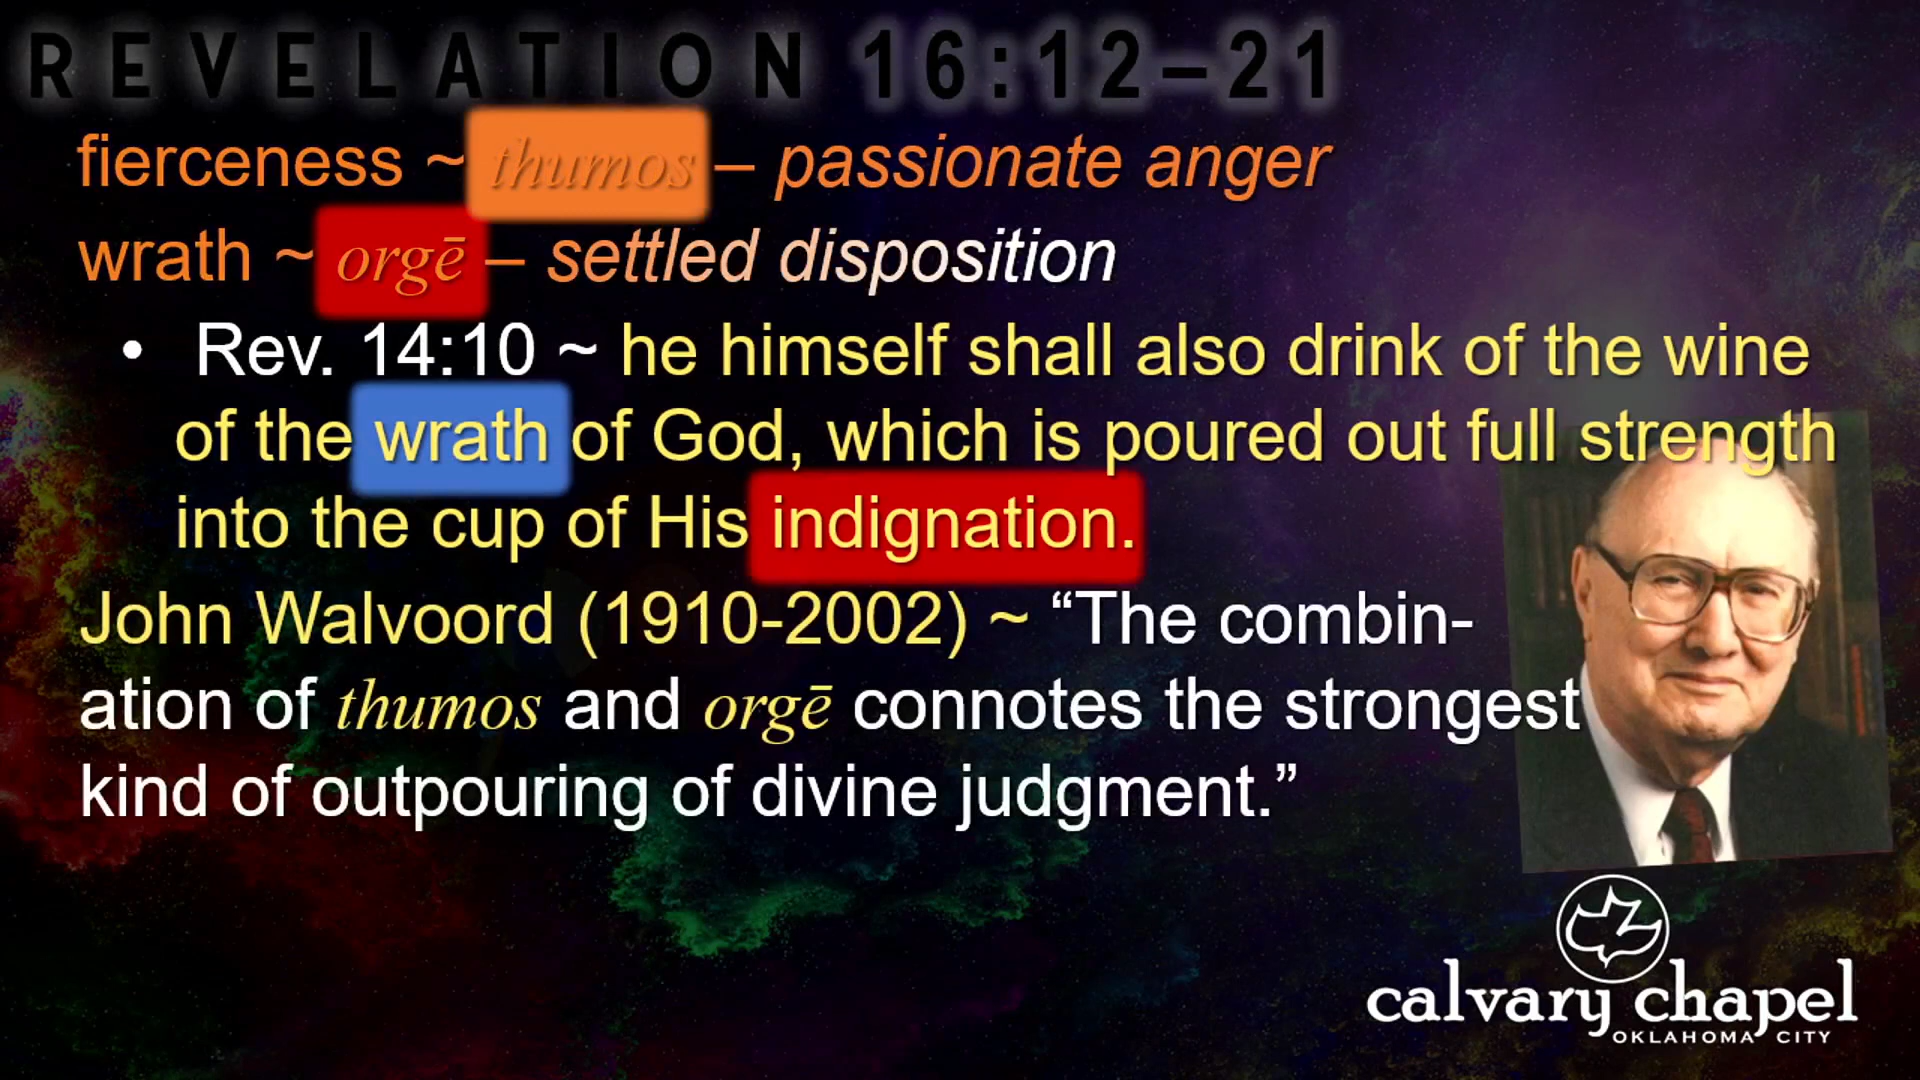 REVELATION 16:12–21
fierceness ~ thumos – passionate anger
wrath ~ orgē – settled disposition
• Rev. 14:10 ~ he himself shall also drink of the wine
of the wrath of God, which is poured out full strength
into the cup of His indignation.
John Walvoord (1910-2002) ~ “The combin-
ation of thumos and orgē connotes the strongest
kind of outpouring of divine judgment.”
calvary chapel
OKLAHOMA CITY